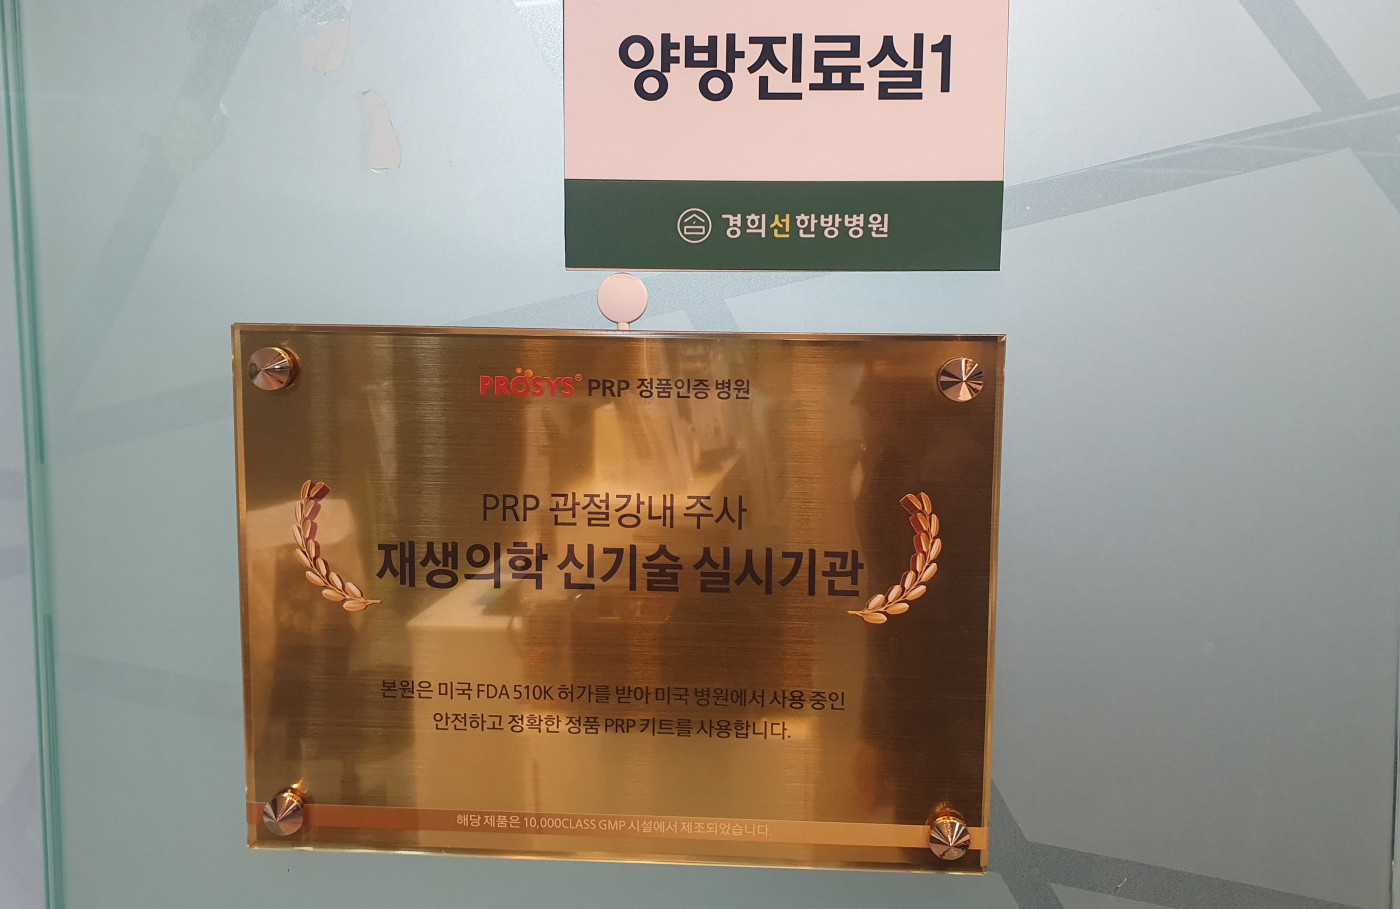 양방진료실1
경희선한방병원
PROSYS® PRP 정품인증 병원
PRP 관절강내 주사
재생의학 신기술 실시기관
본원은 미국 FDA 510K 허가를 받아 미국 병원에서 사용 중인
안전하고 정확한 정품 PRP 키트를 사용합니다.
해당 제품은 10,000CLASS GMP 시설에서 제조되었습니다.